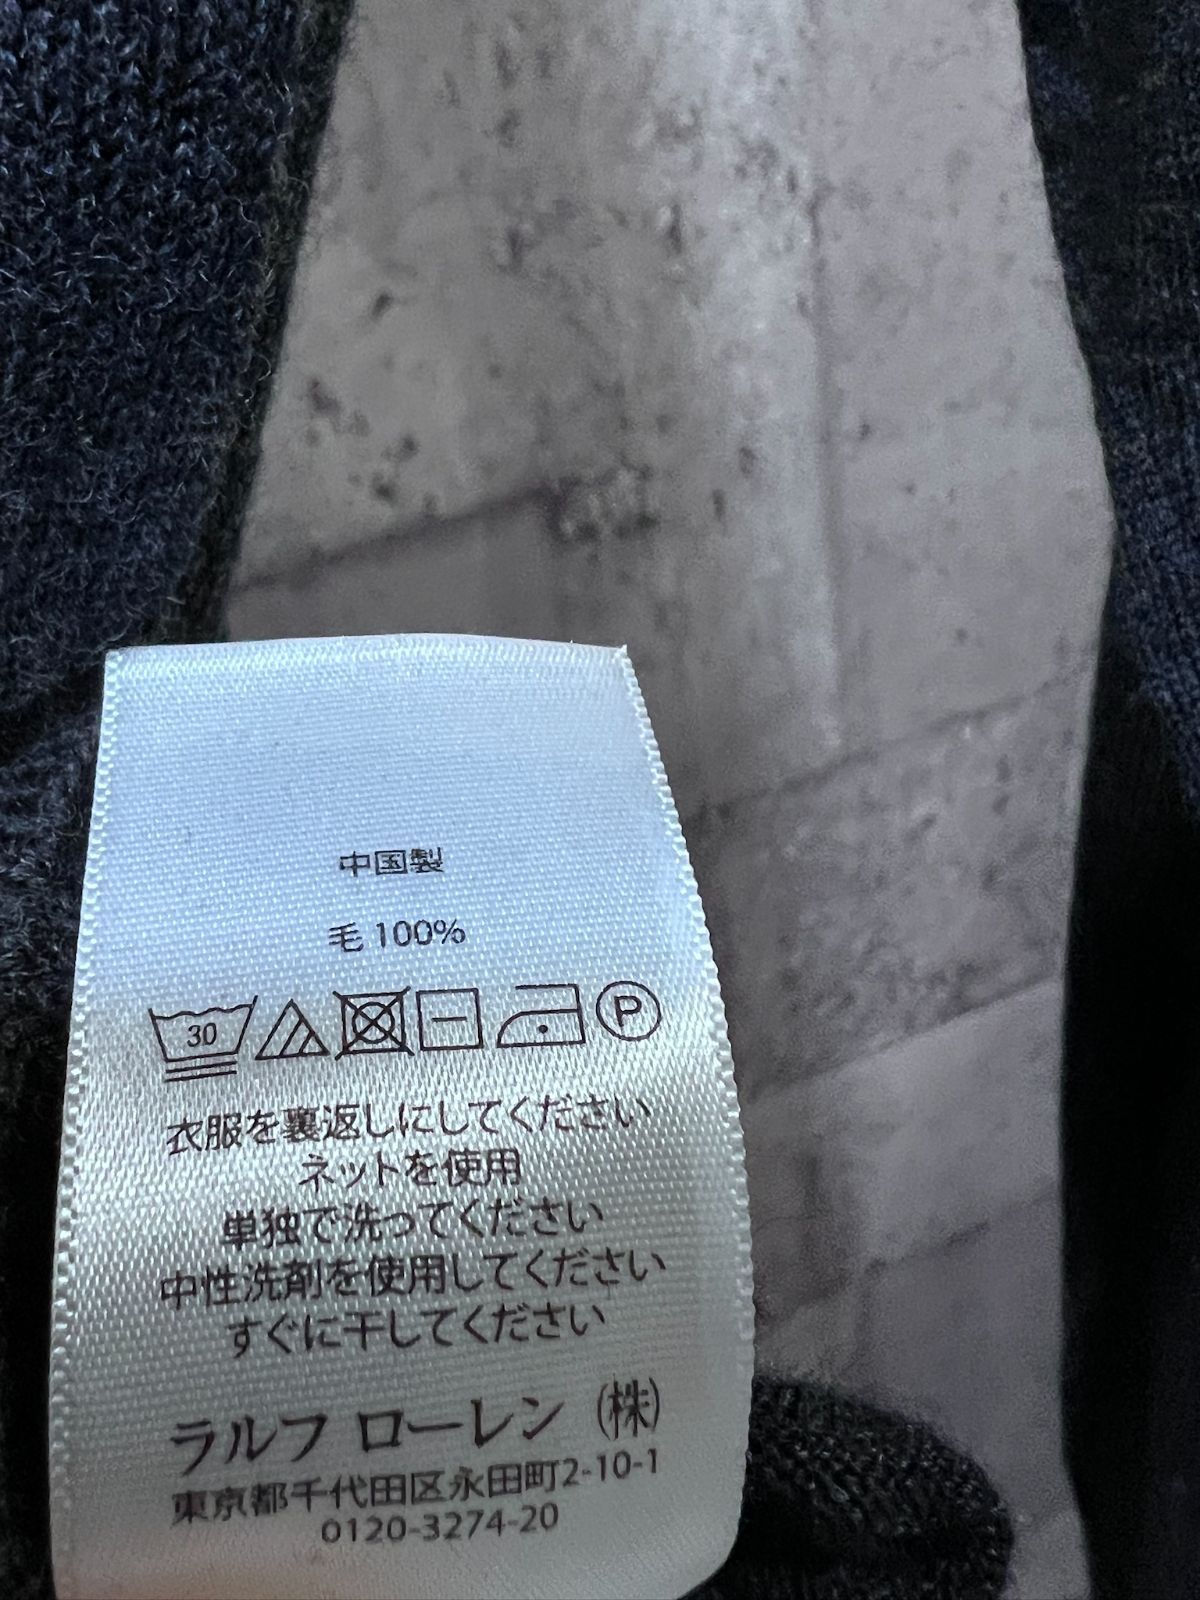 中国製
毛 100%
30 P
衣服を裏返しにしてください
ネットを使用
単独で洗ってください
中性洗剤を使用してください
すぐに干してください
ラルフ ローレン (株)
東京都千代田区永田町2-10-1
0120-3274-20